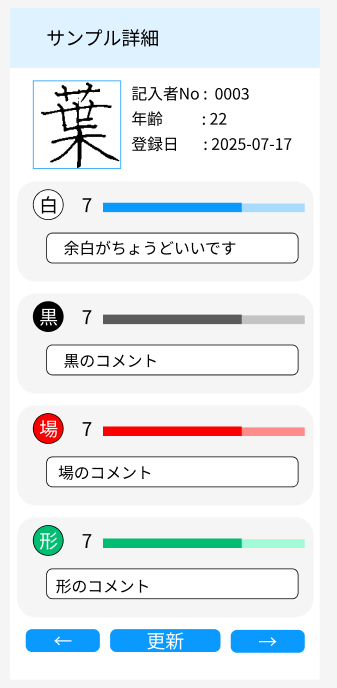 サンプル詳細
葉
記入者No : 0003
年齢 : 22
登録日 : 2025-07-17
白 7
余白がちょうどいいです
黒 7
黒のコメント
場 7
場のコメント
形 7
形のコメント
← 更新 →